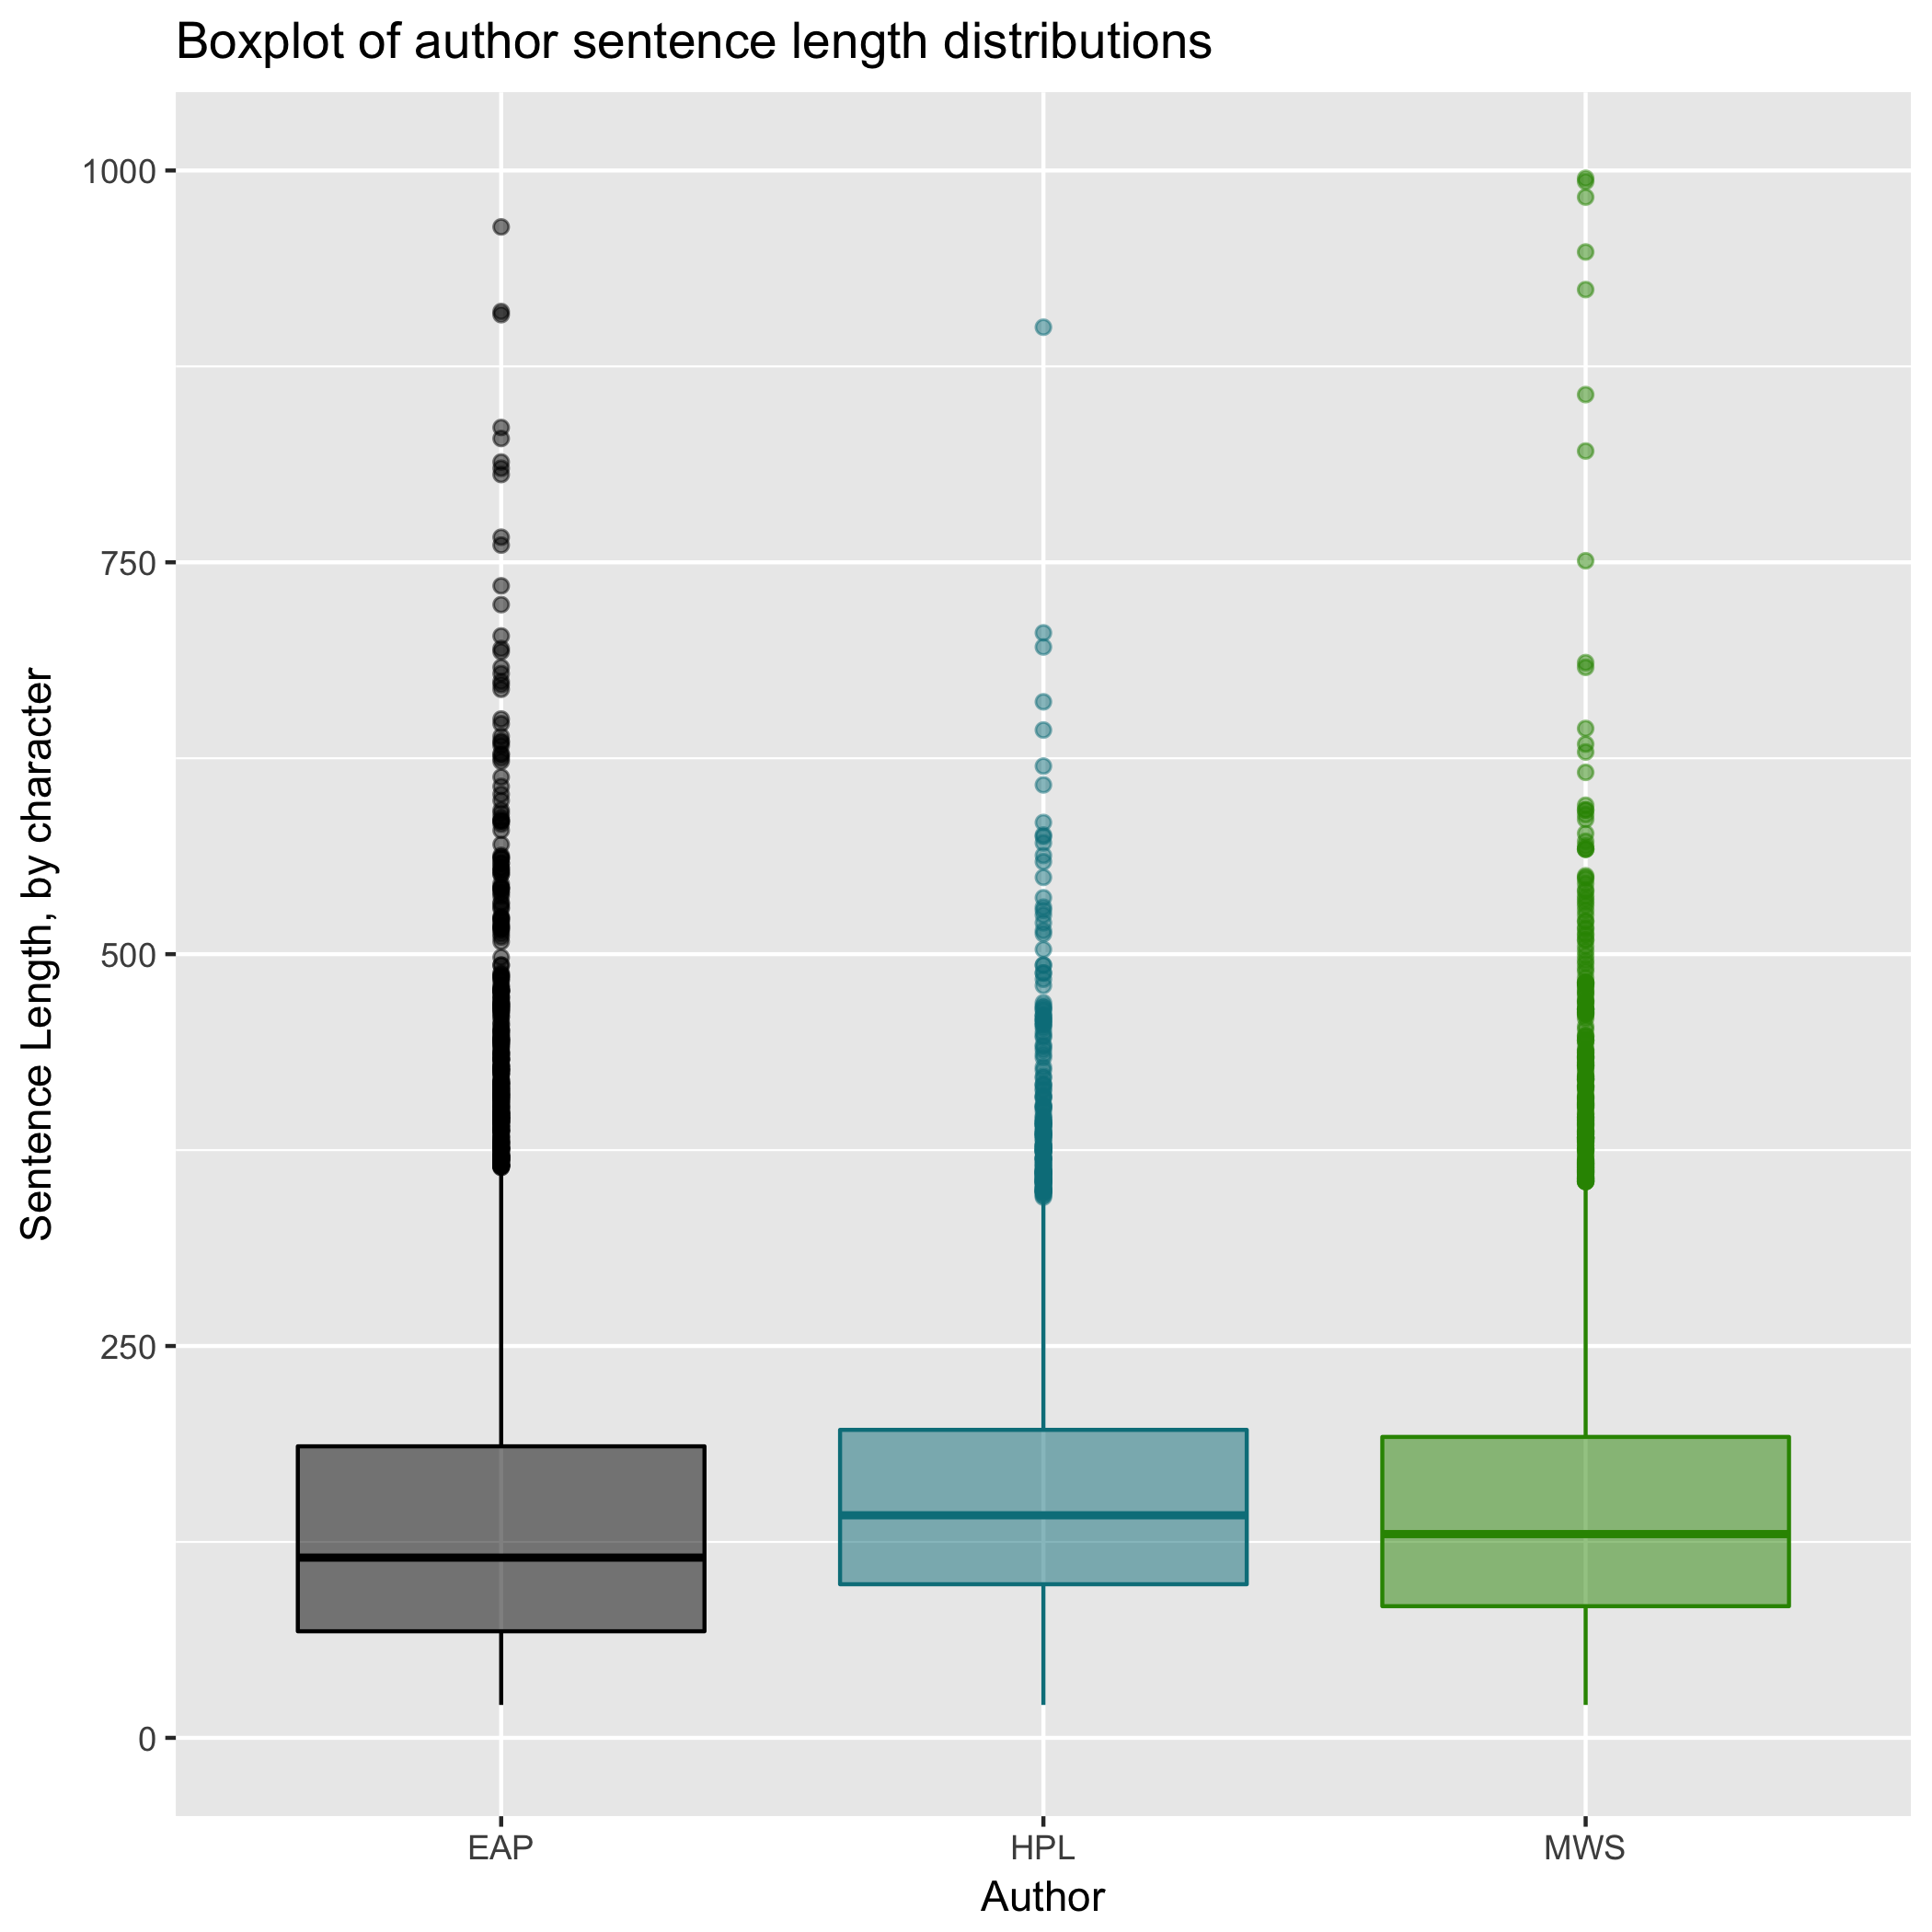 Boxplot of author sentence length distributions
Sentence Length, by character
1000
750
500
250
0
EAP HPL MWS
Author